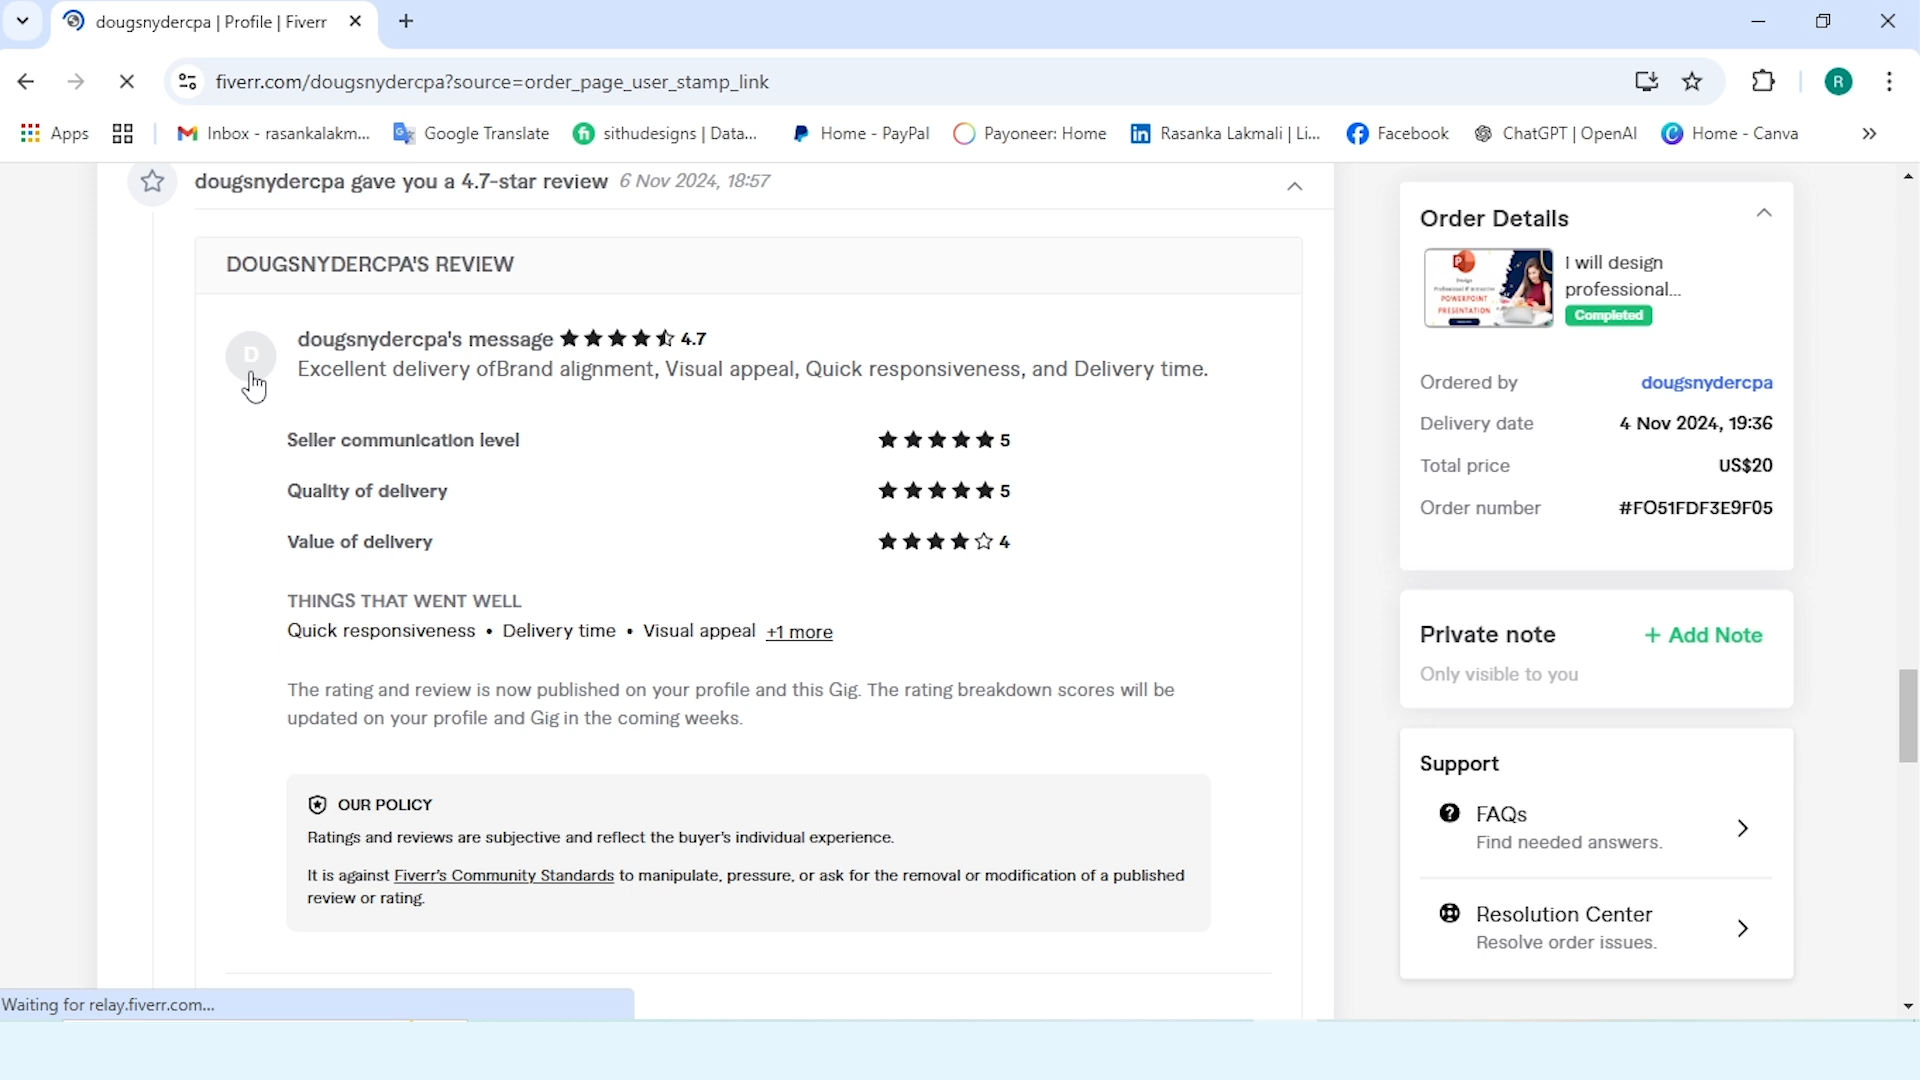 dougsnydercpa | Profile | Fiverr
fiverr.com/dougsnydercpa?source=order_page_user_stamp_link
R
Apps
Inbox - rasankalakm...
Google Translate
sithudesigns | Data...
Home - PayPal
Payoneer: Home
Rasanka Lakmali | Li...
Facebook
ChatGPT | OpenAI
Home - Canva
dougsnydercpa gave you a 4.7-star review 6 Nov 2024, 18:57
DOUGSNYDERCPA'S REVIEW
D
dougsnydercpa's message 4.7
Excellent delivery ofBrand alignment, Visual appeal, Quick responsiveness, and Delivery time.
Seller communication level 5
Quality of delivery 5
Value of delivery 4
THINGS THAT WENT WELL
Quick responsiveness • Delivery time • Visual appeal +1 more
The rating and review is now published on your profile and this Gig. The rating breakdown scores will be
updated on your profile and Gig in the coming weeks.
OUR POLICY
Ratings and reviews are subjective and reflect the buyer's individual experience.
It is against Fiverr's Community Standards to manipulate, pressure, or ask for the removal or modification of a published
review or rating.
Waiting for relay.fiverr.com...
Order Details
POWERPOINT
PRESENTATION
I will design
professional...
Completed
Ordered by dougsnydercpa
Delivery date 4 Nov 2024, 19:36
Total price US$20
Order number #FO51FDF3E9F05
Private note + Add Note
Only visible to you
Support
FAQs
Find needed answers.
Resolution Center
Resolve order issues.